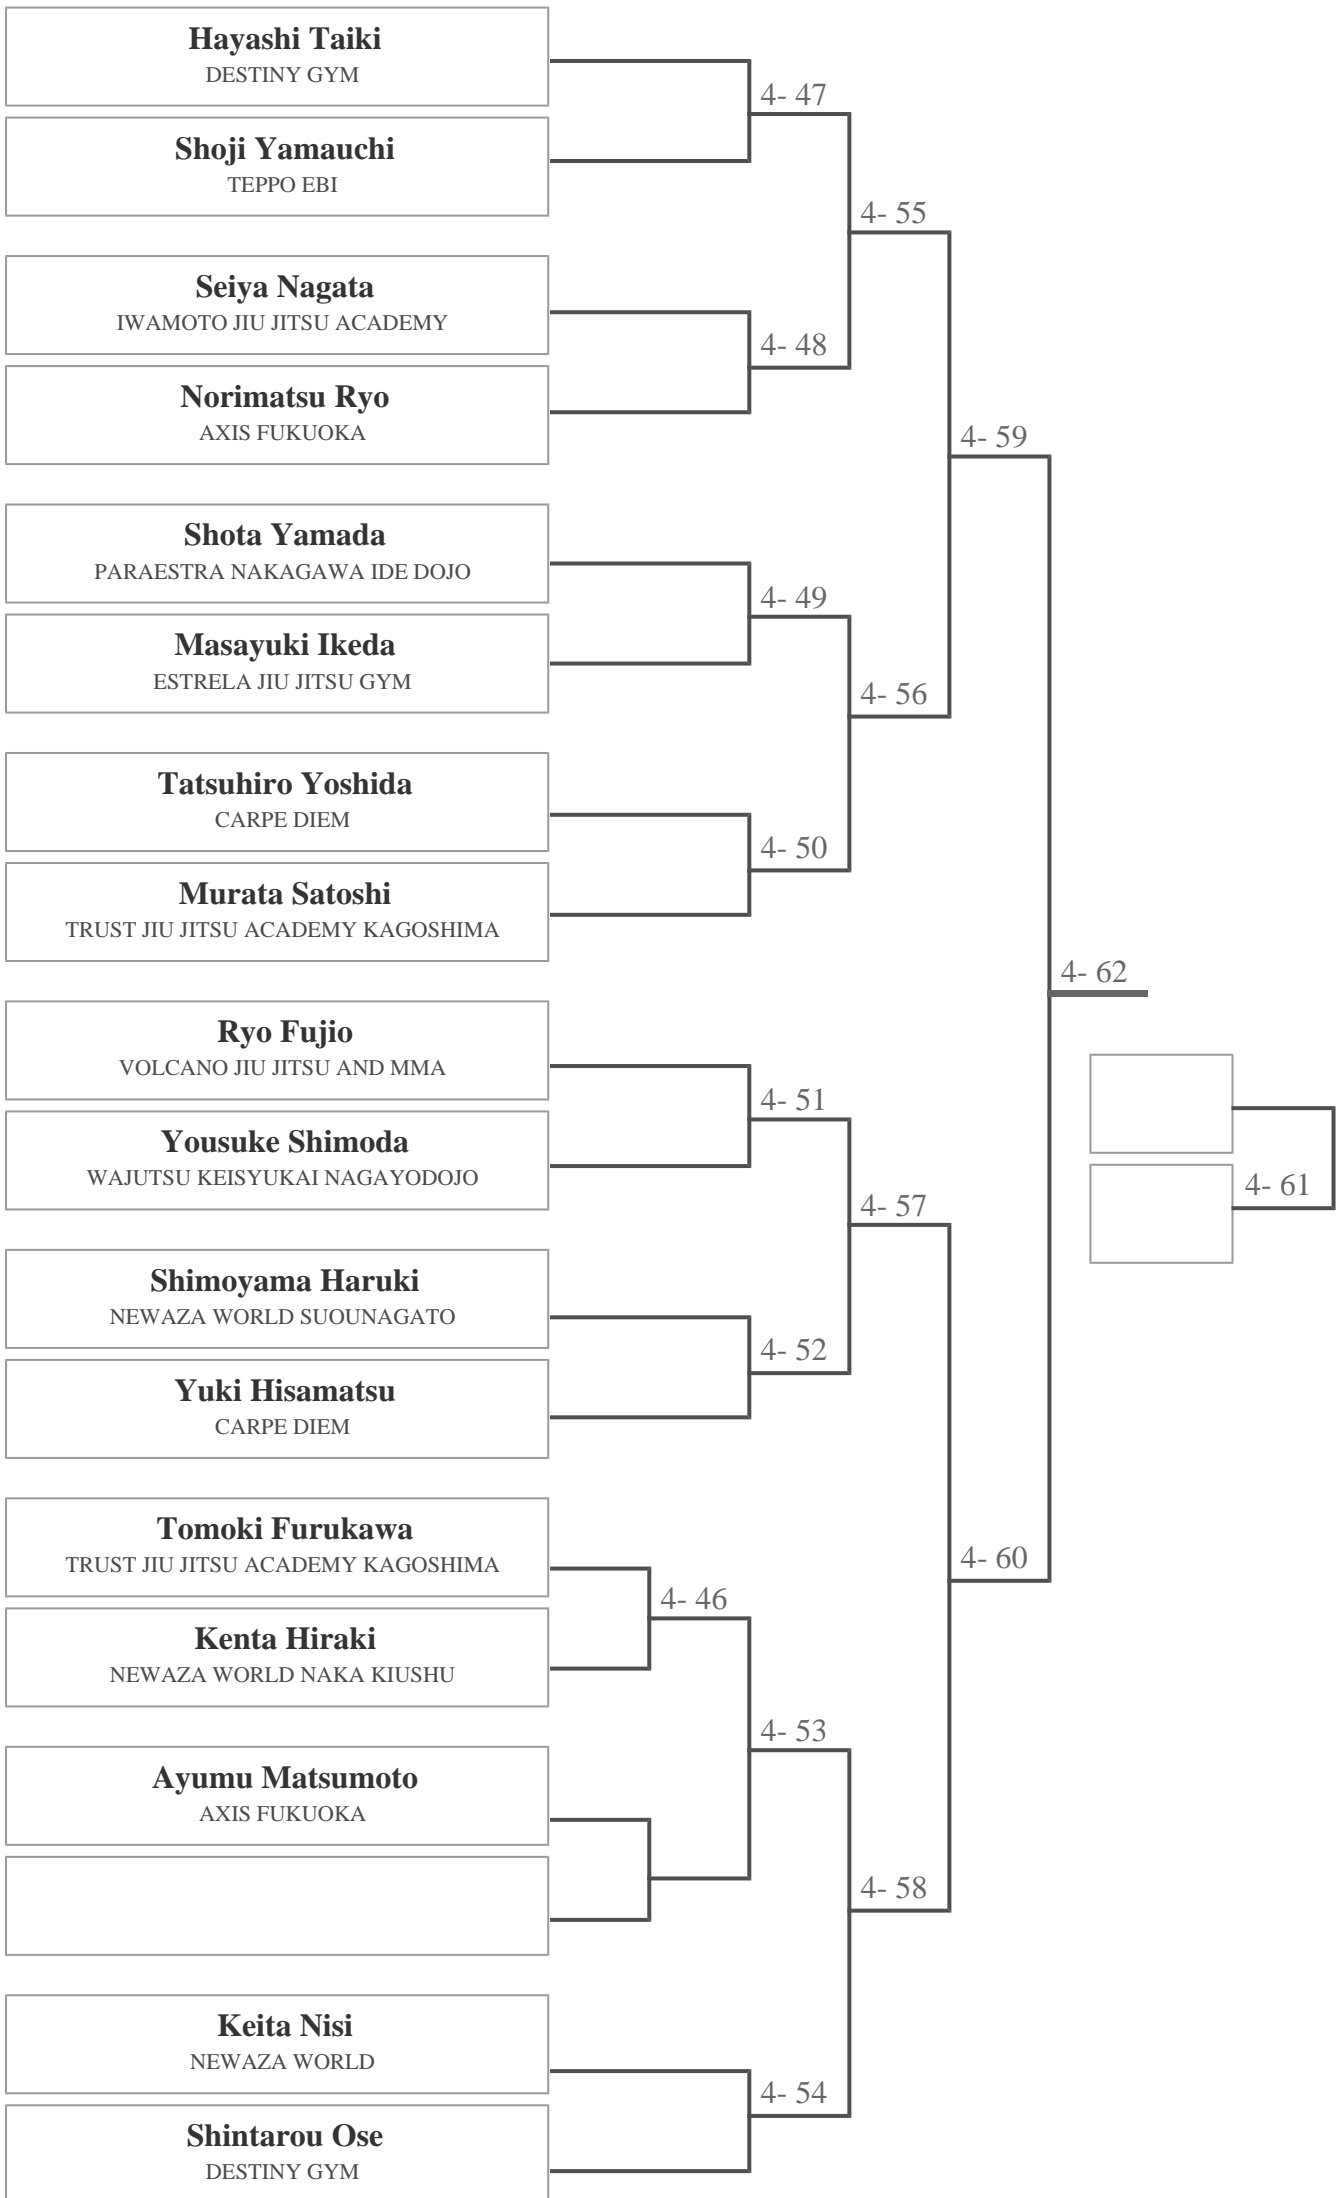 Hayashi Taiki
DESTINY GYM
4- 47
Shoji Yamauchi
TEPPO EBI
4- 55
Seiya Nagata
IWAMOTO JIU JITSU ACADEMY
4- 48
Norimatsu Ryo
AXIS FUKUOKA
4- 59
Shota Yamada
PARAESTRA NAKAGAWA IDE DOJO
4- 49
Masayuki Ikeda
ESTRELA JIU JITSU GYM
4- 56
Tatsuhiro Yoshida
CARPE DIEM
4- 50
Murata Satoshi
TRUST JIU JITSU ACADEMY KAGOSHIMA
4- 62
Ryo Fujio
VOLCANO JIU JITSU AND MMA
4- 51
Yousuke Shimoda
WAJUTSU KEISYUKAI NAGAYODOJO
4- 61
4- 57
Shimoyama Haruki
NEWAZA WORLD SUOUNAGATO
4- 52
Yuki Hisamatsu
CARPE DIEM
Tomoki Furukawa
TRUST JIU JITSU ACADEMY KAGOSHIMA
4- 60
4- 46
Kenta Hiraki
NEWAZA WORLD NAKA KIUSHU
4- 53
Ayumu Matsumoto
AXIS FUKUOKA
4- 58
Keita Nisi
NEWAZA WORLD
4- 54
Shintarou Ose
DESTINY GYM